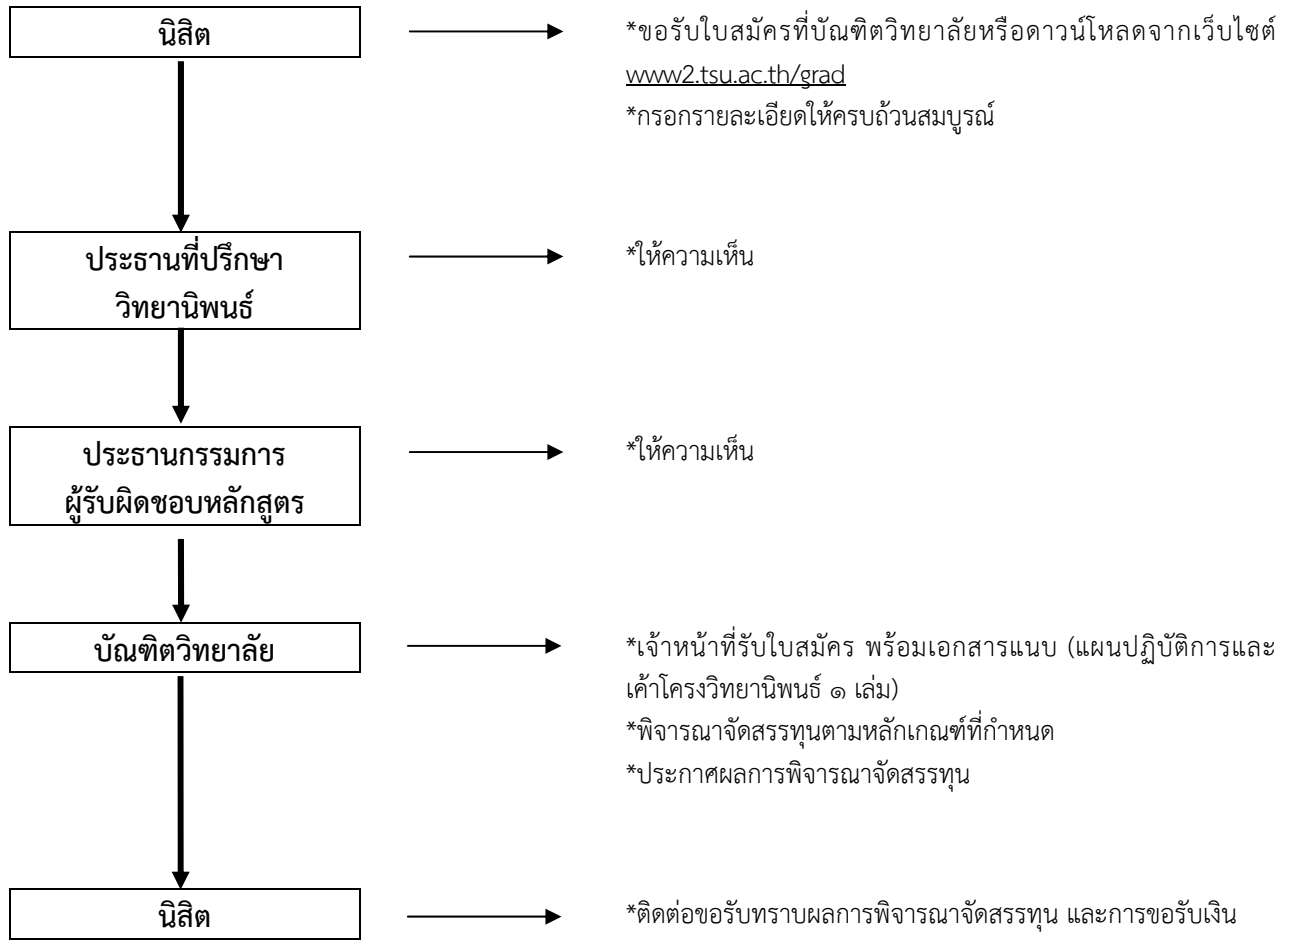 นิสิต
*ขอรับใบสมัครที่บัณฑิตวิทยาลัยหรือดาวน์โหลดจากเว็บไซต์
www2.tsu.ac.th/grad
*กรอกรายละเอียดให้ครบถ้วนสมบูรณ์
ประธานที่ปรึกษา
วิทยานิพนธ์
*ให้ความเห็น
ประธานกรรมการ
ผู้รับผิดชอบหลักสูตร
*ให้ความเห็น
บัณฑิตวิทยาลัย
*เจ้าหน้าที่รับใบสมัคร พร้อมเอกสารแนบ (แผนปฏิบัติการและ
เค้าโครงวิทยานิพนธ์ ๑ เล่ม)
*พิจารณาจัดสรรทุนตามหลักเกณฑ์ที่กำหนด
*ประกาศผลการพิจารณาจัดสรรทุน
นิสิต
*ติดต่อขอรับทราบผลการพิจารณาจัดสรรทุน และการขอรับเงิน